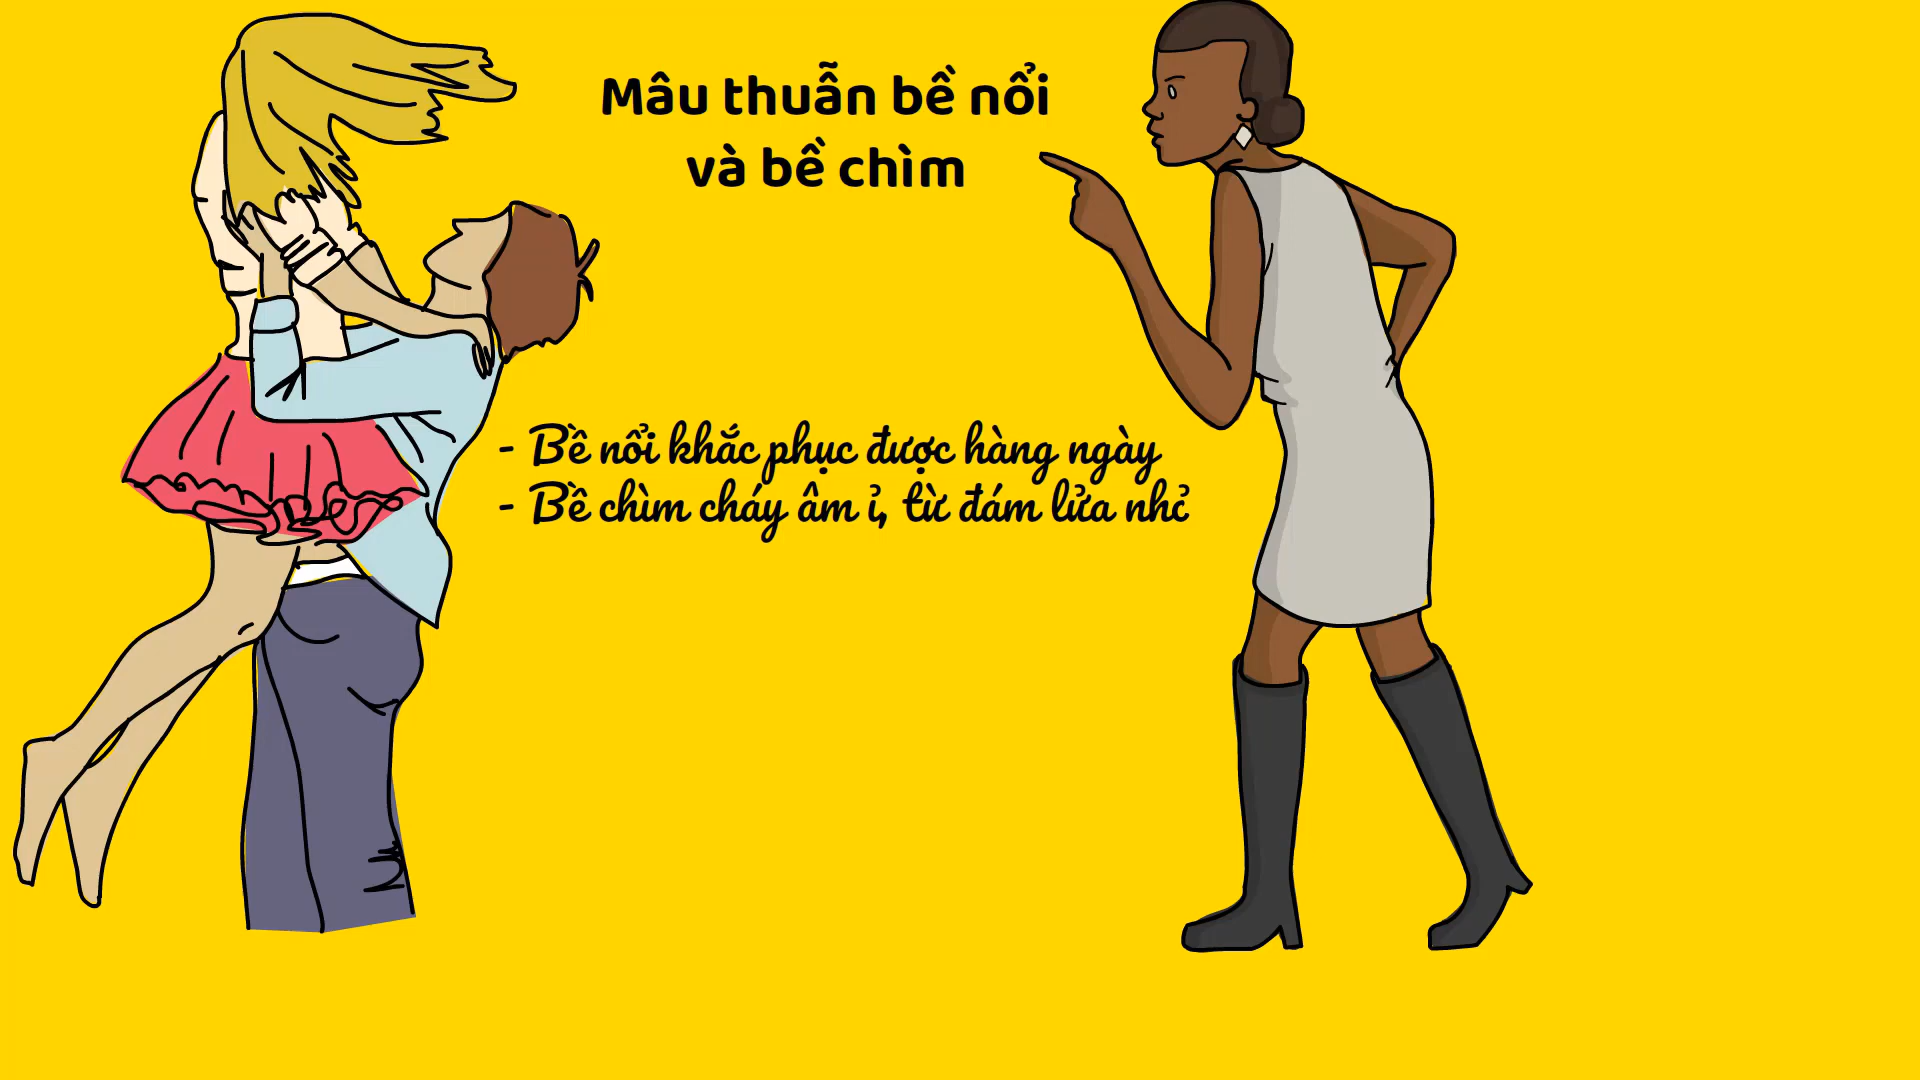 Mâu thuẫn bề nổi
và bề chìm
- Bề nổi khắc phục được hàng ngày
- Bề chìm cháy âm ỉ, từ đám lửa nhỏ